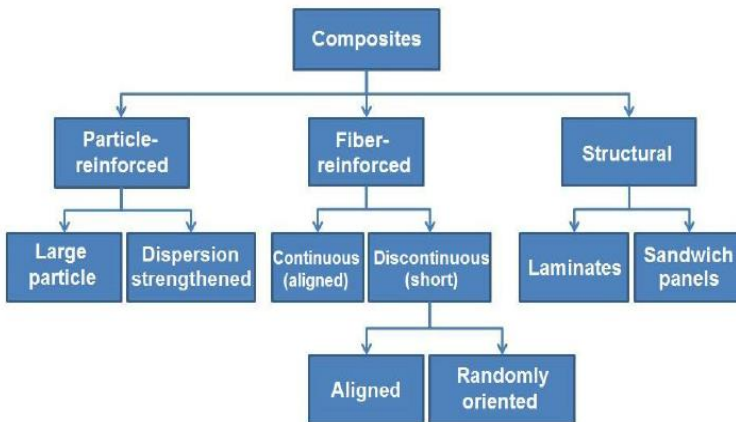 Composites
Particle-
reinforced
Fiber-
reinforced
Structural
Large
particle
Dispersion
strengthened
Continuous
(aligned)
Discontinuous
(short)
Laminates
Sandwich
panels
Aligned
Randomly
oriented